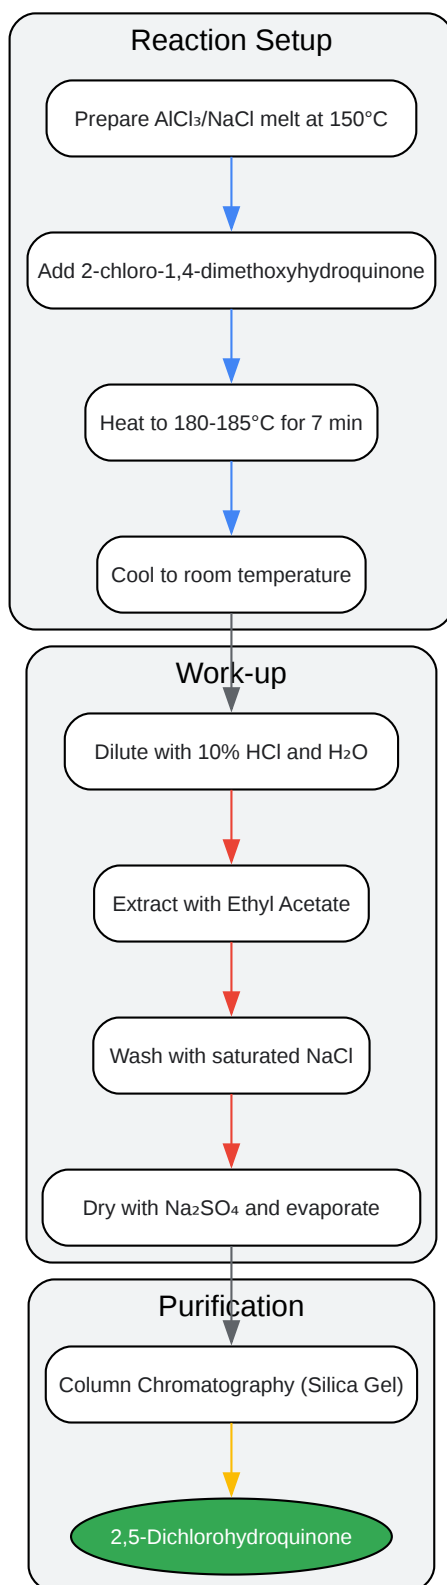 Reaction Setup
Prepare AlCl₃/NaCl melt at 150°C
Add 2-chloro-1,4-dimethoxyhydroquinone
Heat to 180-185°C for 7 min
Cool to room temperature
Work-up
Dilute with 10% HCl and H₂O
Extract with Ethyl Acetate
Wash with saturated NaCl
Dry with Na₂SO₄ and evaporate
Purification
Column Chromatography (Silica Gel)
2,5-Dichlorohydroquinone